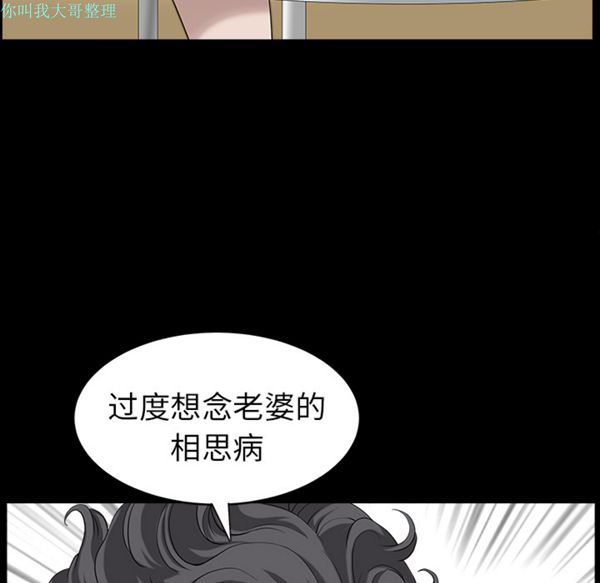 你叫我大哥整理
过度想念老婆的
相思病